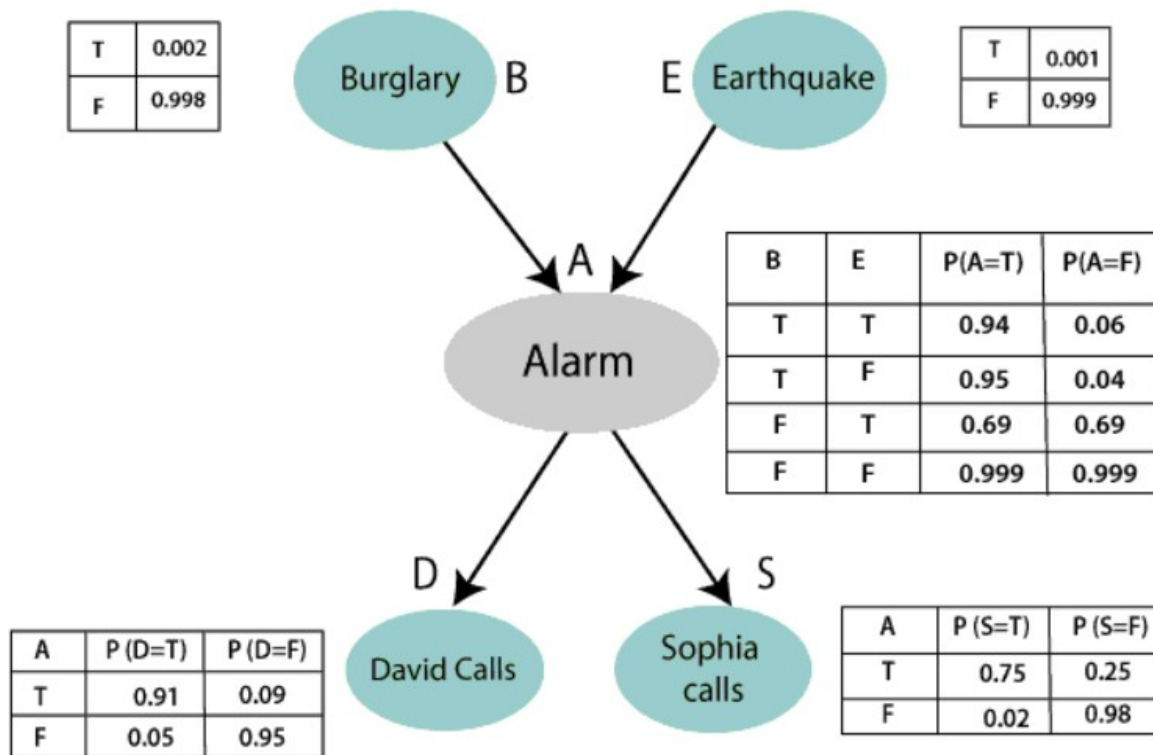 T 0.002
F 0.998
Burglary B
E Earthquake
T 0.001
F 0.999
A
Alarm
B E P(A=T) P(A=F)
T T 0.94 0.06
T F 0.95 0.04
F T 0.69 0.69
F F 0.999 0.999
D
S
A P (D=T) P (D=F)
T 0.91 0.09
F 0.05 0.95
David Calls
Sophia
calls
A P (S=T) P (S=F)
T 0.75 0.25
F 0.02 0.98